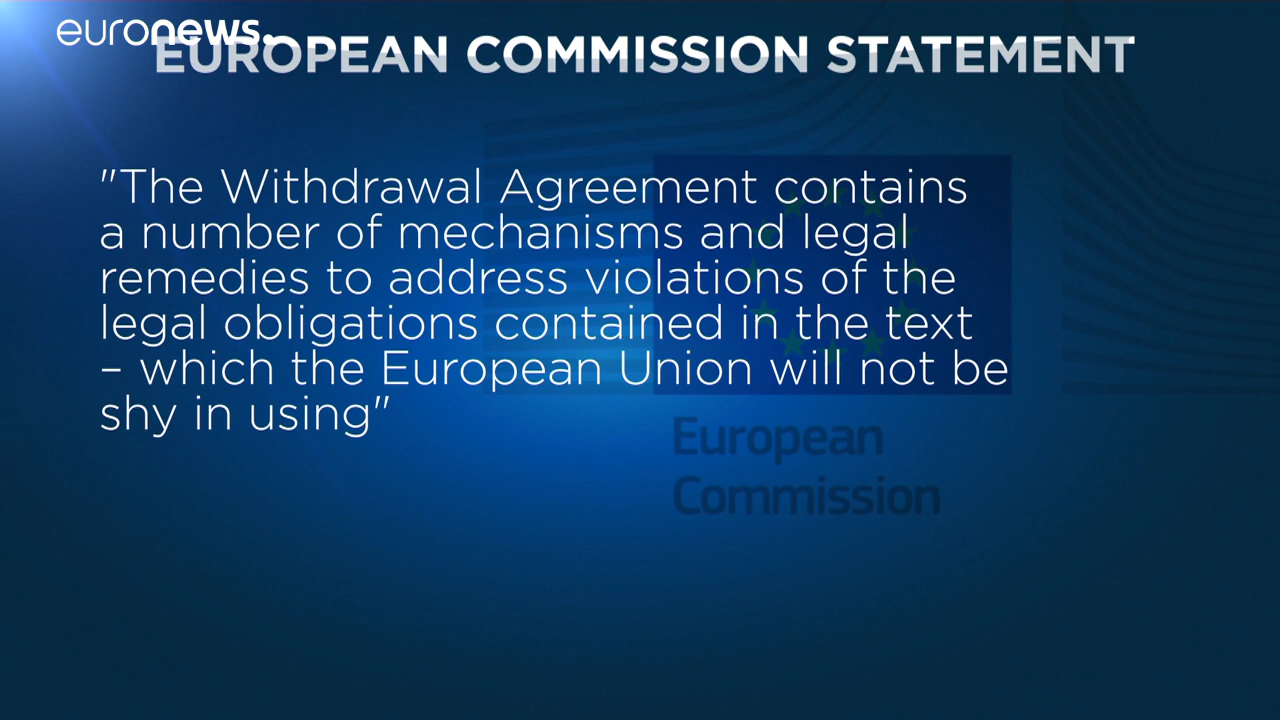 euronews.
EUROPEAN COMMISSION STATEMENT
"The Withdrawal Agreement contains
a number of mechanisms and legal
remedies to address violations of the
legal obligations contained in the text
– which the European Union will not be
shy in using"
European
Commission